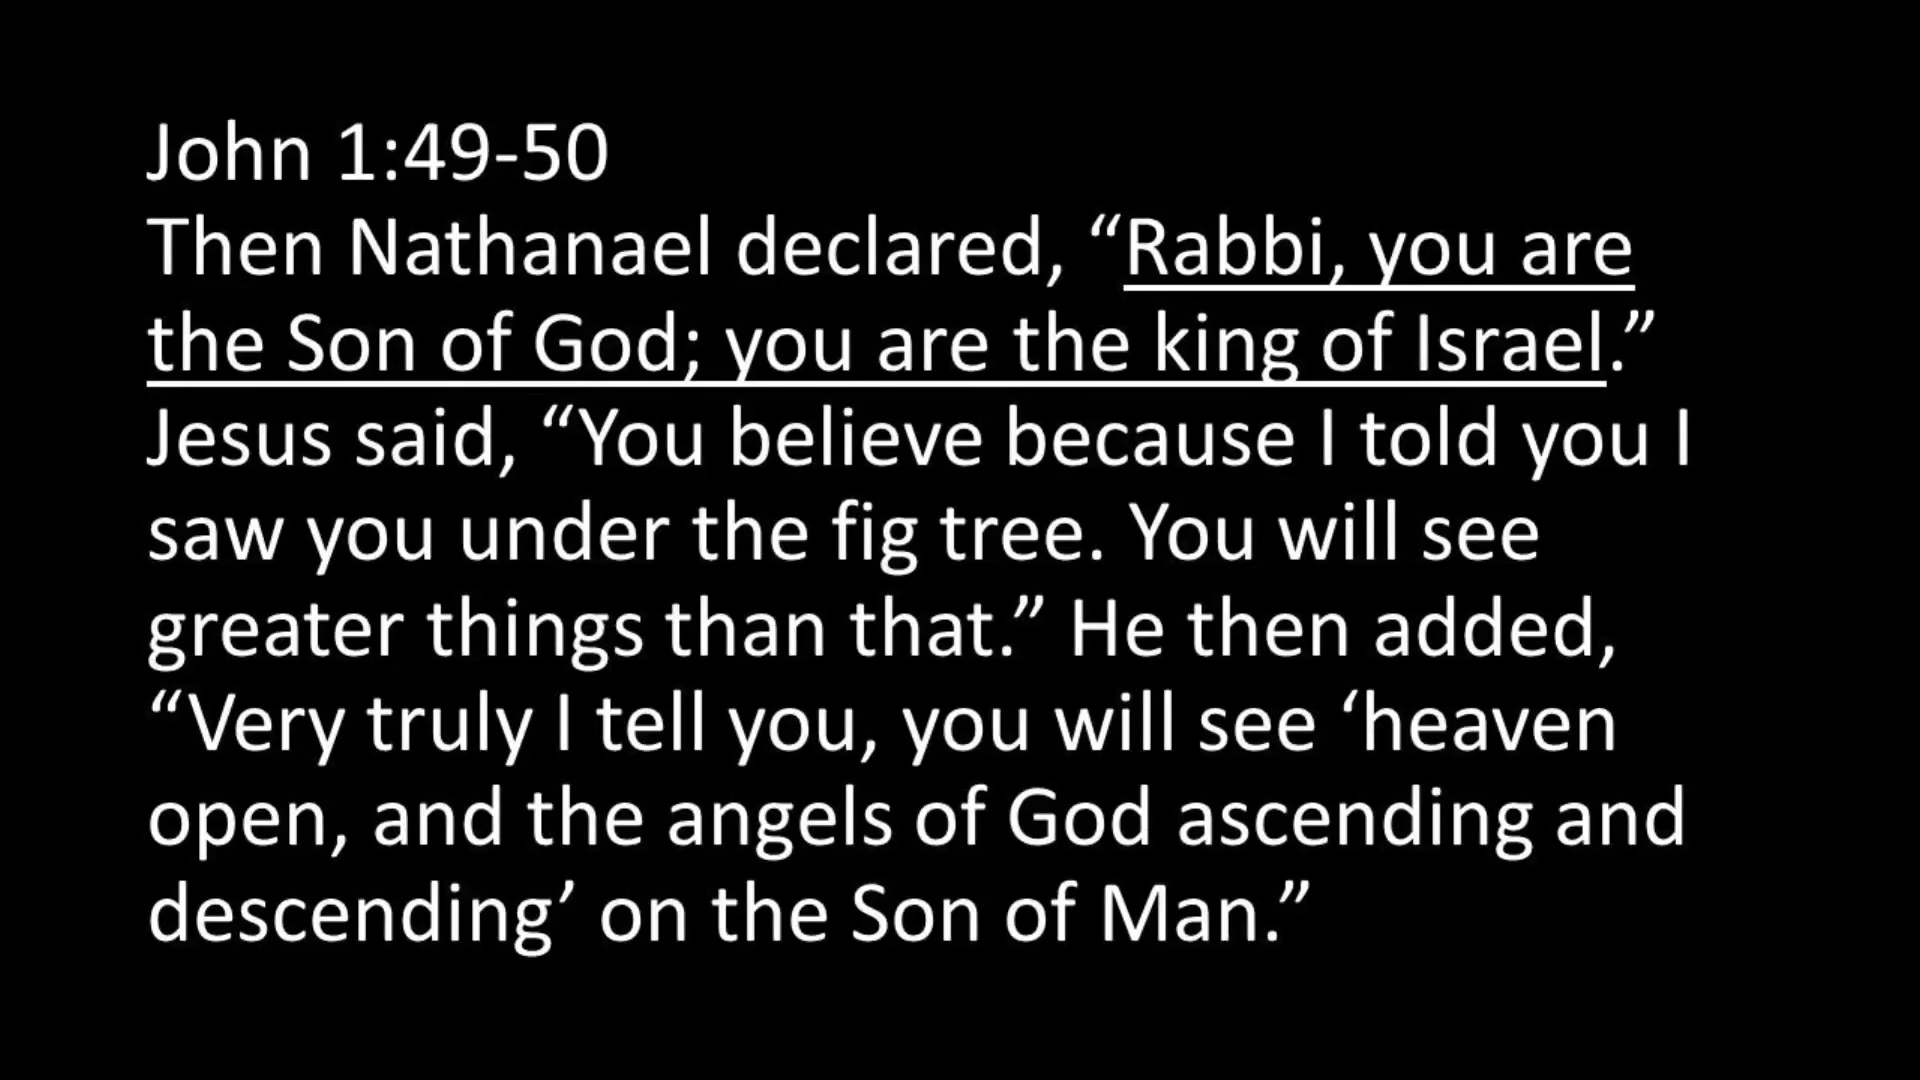 John 1:49-50
Then Nathanael declared, “Rabbi, you are
the Son of God; you are the king of Israel.”
Jesus said, “You believe because I told you I
saw you under the fig tree. You will see
greater things than that.” He then added,
“Very truly I tell you, you will see ‘heaven
open, and the angels of God ascending and
descending’ on the Son of Man.”